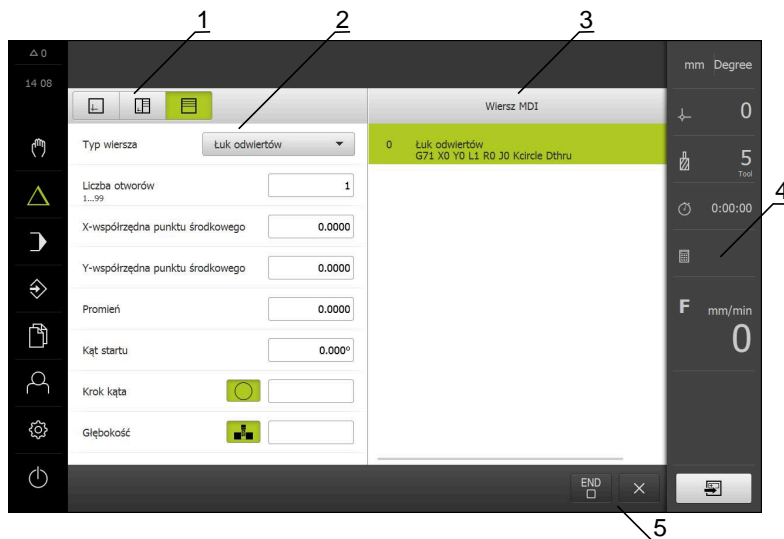 1 2 3
△ 0
14 08
mm Degree
Wiersz MDI
0
Typ wiersza Łuk odwiertów
0 Łuk odwiertów
G71 X0 Y0 L1 R0 J0 Kcircle Dthru
5
Tool
Liczba otworów 1
1...99
4
0:00:00
X-współrzędna punktu środkowego 0.0000
Y-współrzędna punktu środkowego 0.0000
Promień 0.0000
F mm/min
0
Kąt startu 0.000°
Krok kąta
Głębokość
END
5